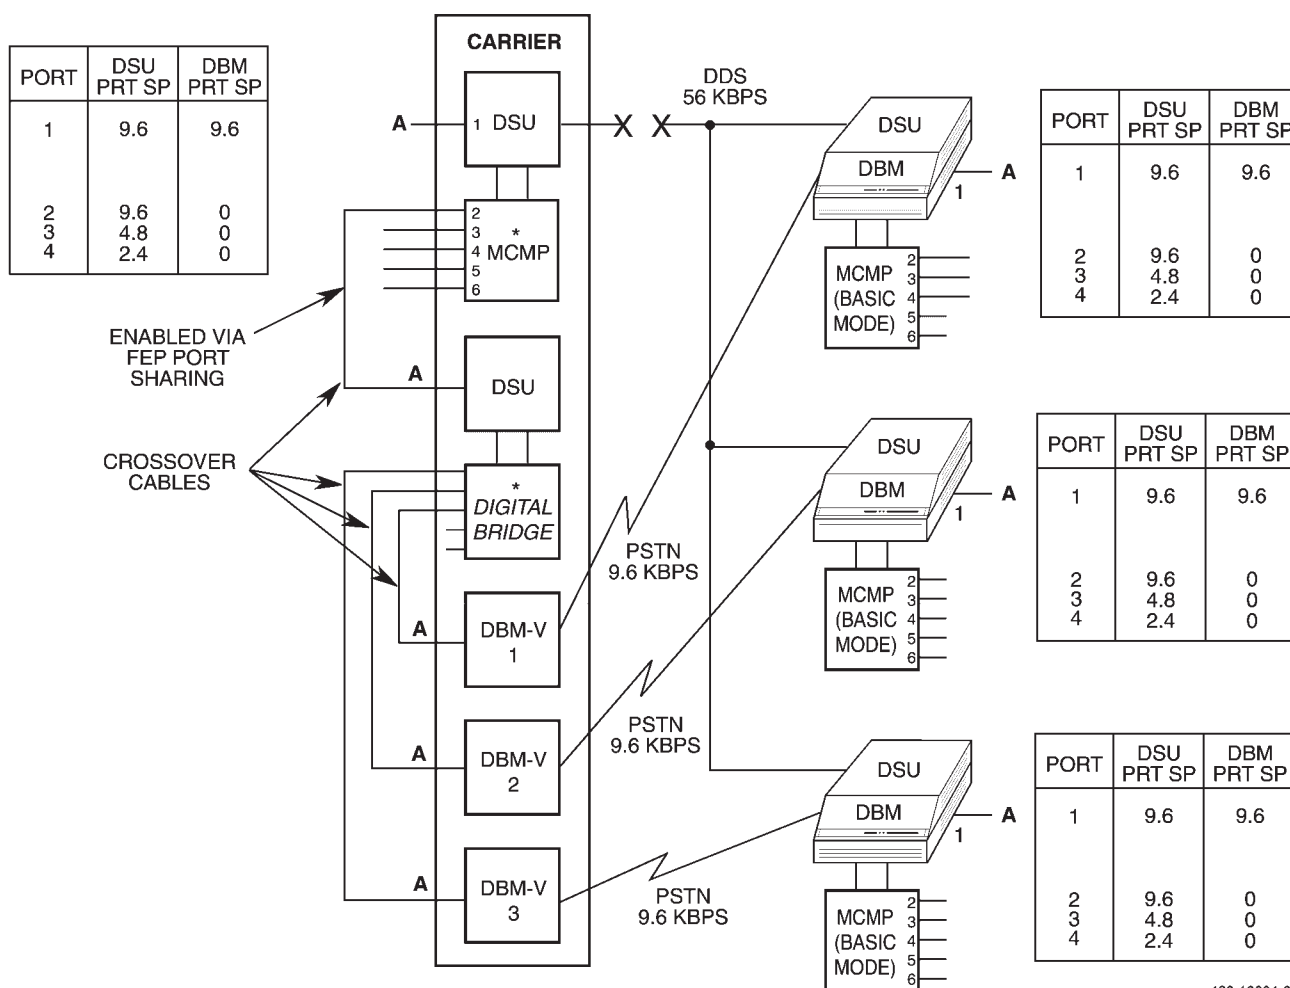 CARRIER
PORT DSU PRT SP DBM PRT SP
1 9.6 9.6
2 9.6 0
3 4.8 0
4 2.4 0
A
1 DSU
X X
DDS
56 KBPS
2
3
4
5
6
*
MCMP
ENABLED VIA
FEP PORT
SHARING
A
DSU
CROSSOVER
CABLES
*
DIGITAL
BRIDGE
A
DBM-V
1
A
DBM-V
2
A
DBM-V
3
PSTN
9.6 KBPS
PSTN
9.6 KBPS
PSTN
9.6 KBPS
DSU
DBM
1
A
MCMP
(BASIC
MODE)
2
3
4
5
6
PORT DSU PRT SP DBM PRT SP
1 9.6 9.6
2 9.6 0
3 4.8 0
4 2.4 0
DSU
DBM
1
A
MCMP
(BASIC
MODE)
2
3
4
5
6
PORT DSU PRT SP DBM PRT SP
1 9.6 9.6
2 9.6 0
3 4.8 0
4 2.4 0
DSU
DBM
1
A
MCMP
(BASIC
MODE)
2
3
4
5
6
PORT DSU PRT SP DBM PRT SP
1 9.6 9.6
2 9.6 0
3 4.8 0
4 2.4 0